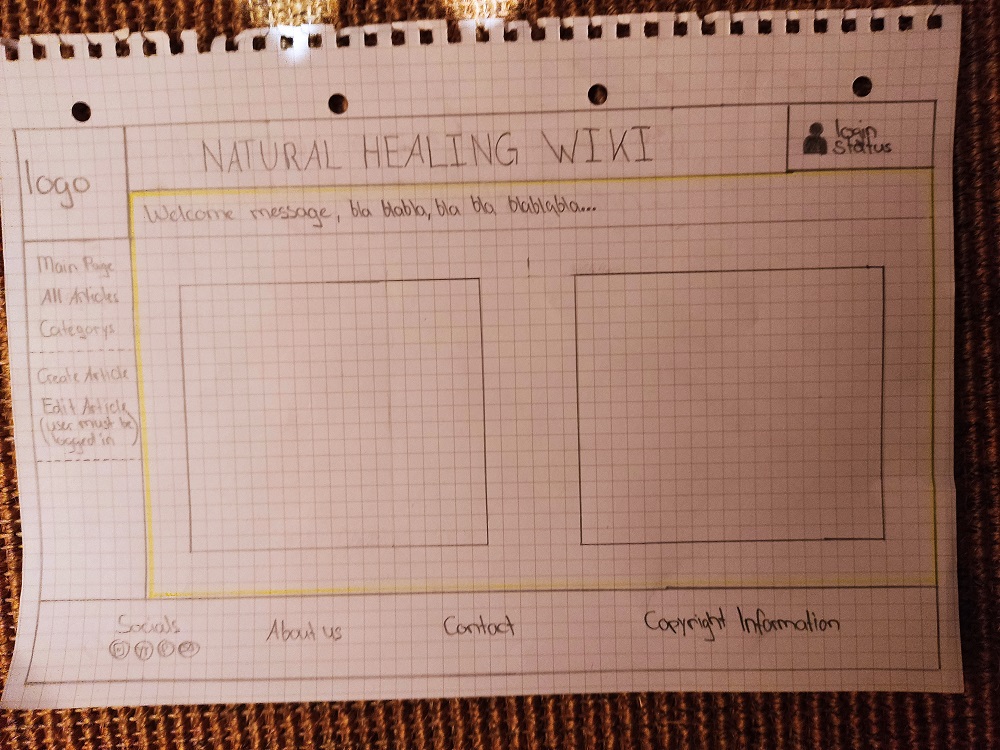 logo
NATURAL HEALING WIKI
login
status
Welcome message, bla blabla, bla bla blablabla...
Main Page
All Articles
Categorys
Create Article
Edit Article
(user must be
logged in)
Socials
About us
Contact
Copyright Information